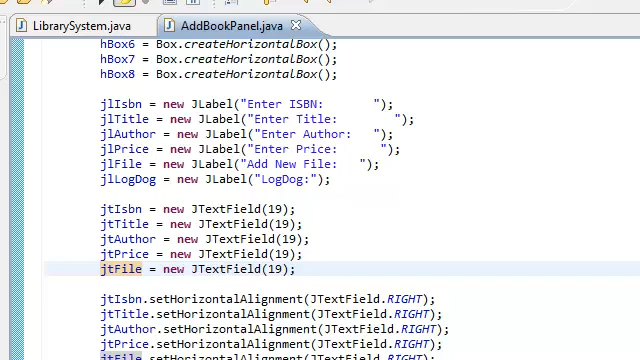 LibrarySystem.java
AddBookPanel.java
hBox6 = Box.createHorizontalBox();
hBox7 = Box.createHorizontalBox();
hBox8 = Box.createHorizontalBox();
jlIsbn = new JLabel("Enter ISBN:       ");
jlTitle = new JLabel("Enter Title:         ");
jlAuthor = new JLabel("Enter Author:   ");
jlPrice = new JLabel("Enter Price:       ");
jlFile = new JLabel("Add New File:   ");
jlLogDog = new JLabel("LogDog:");
jtIsbn = new JTextField(19);
jtTitle = new JTextField(19);
jtAuthor = new JTextField(19);
jtPrice = new JTextField(19);
jtFile = new JTextField(19);
jtIsbn.setHorizontalAlignment(JTextField.RIGHT);
jtTitle.setHorizontalAlignment(JTextField.RIGHT);
jtAuthor.setHorizontalAlignment(JTextField.RIGHT);
jtPrice.setHorizontalAlignment(JTextField.RIGHT);
jtFile.setHorizontalAlignment(JTextField.RIGHT);